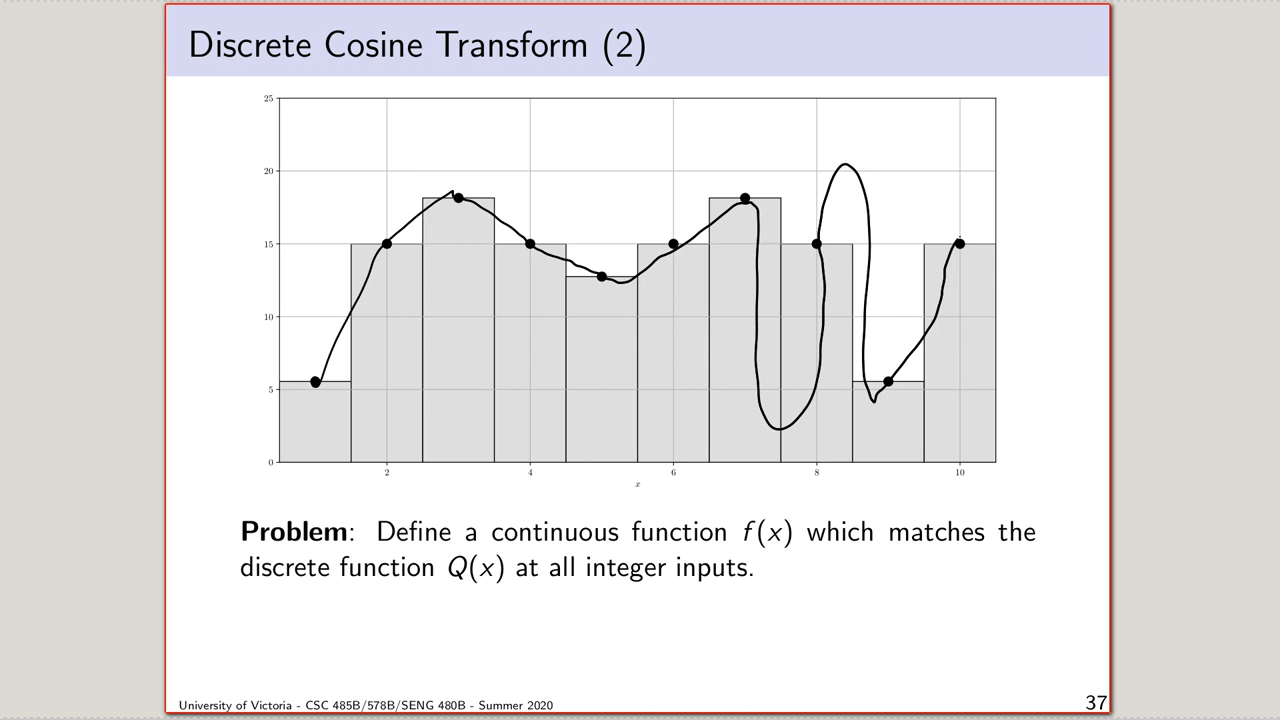 Discrete Cosine Transform (2)
25
20
15
10
5
0
2 4 6 8 10
x
Problem: Define a continuous function f(x) which matches the
discrete function Q(x) at all integer inputs.
University of Victoria - CSC 485B/578B/SENG 480B - Summer 2020
37